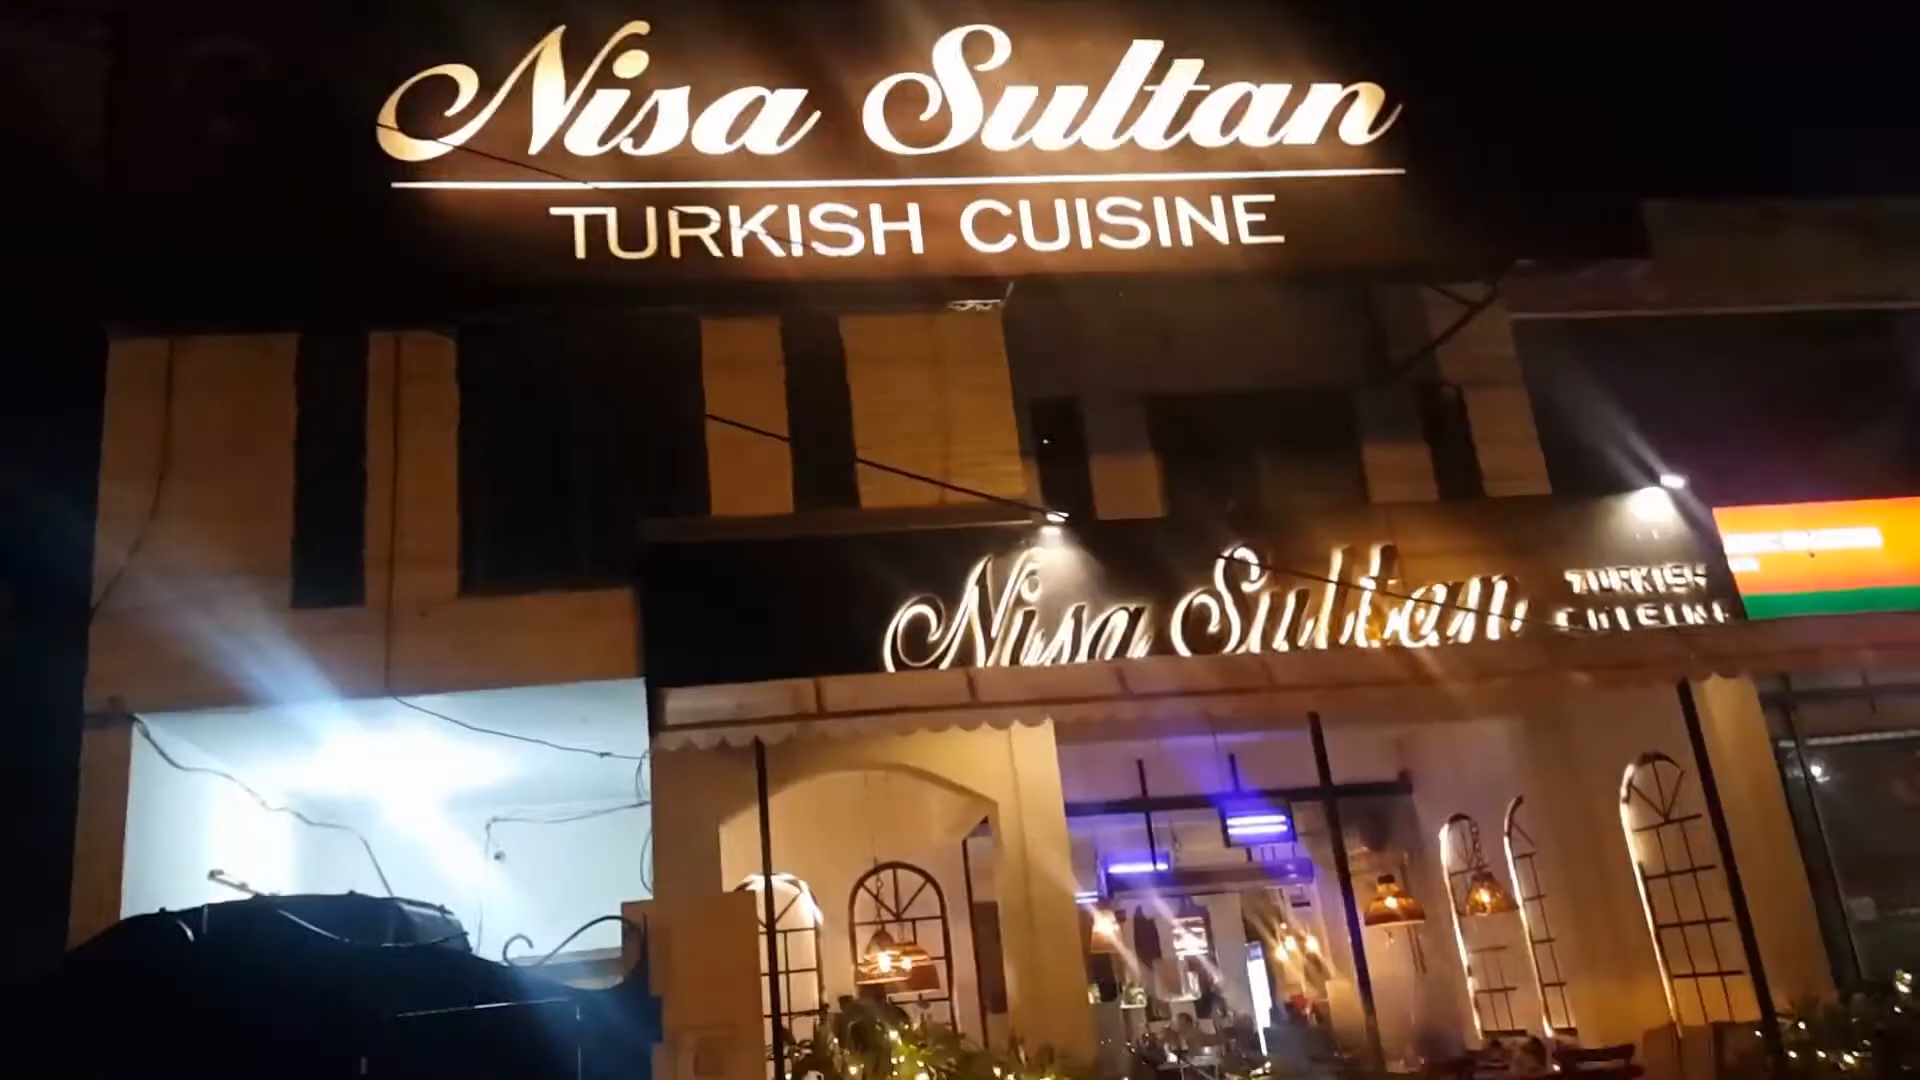 Nisa Sultan
TURKISH CUISINE
Nisa Sultan
TURKISH
CUISINE